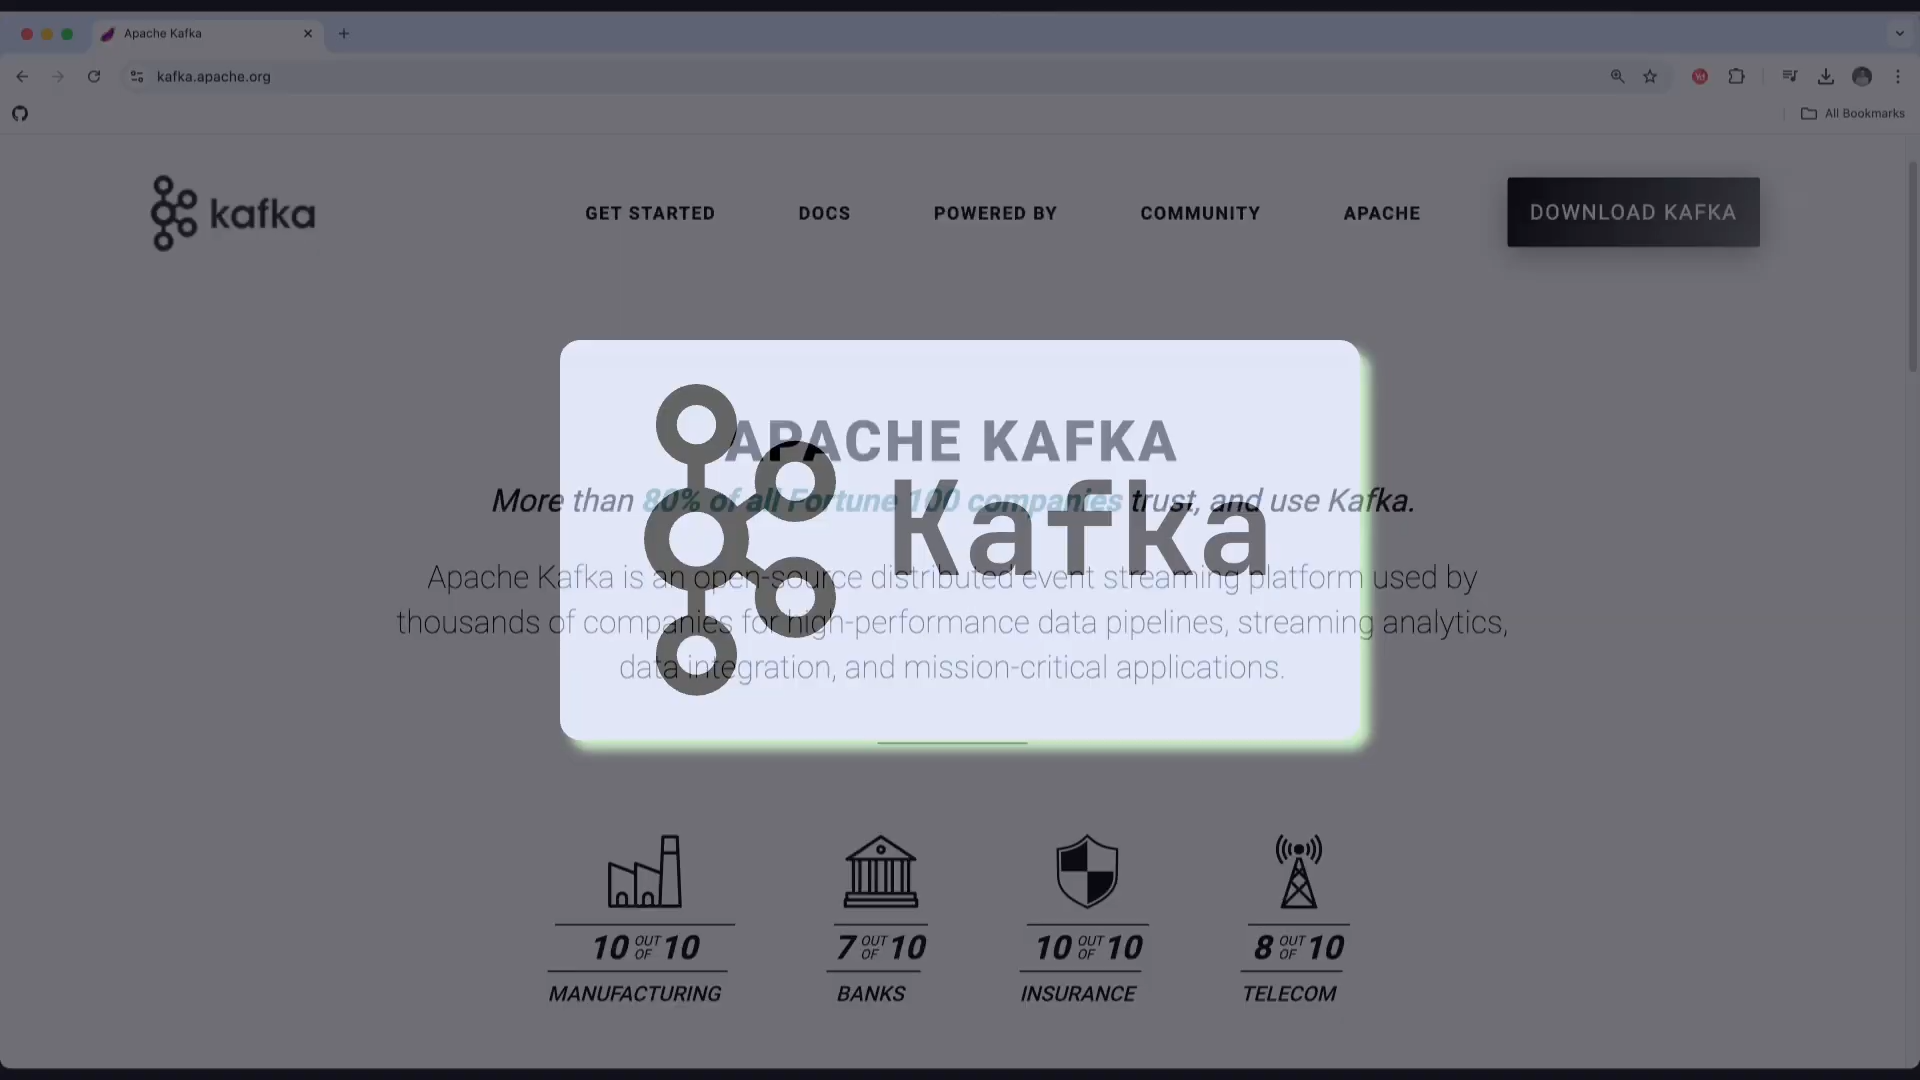 Apache Kafka
kafka.apache.org
All Bookmarks
kafka
GET STARTED
DOCS
POWERED BY
COMMUNITY
APACHE
DOWNLOAD KAFKA
APACHE KAFKA
More than 80% of all Fortune 100 companies trust, and use Kafka.
Kafka
Apache Kafka is an open-source distributed event streaming platform used by
thousands of companies for high-performance data pipelines, streaming analytics,
data integration, and mission-critical applications.
10 OUT OF 10
MANUFACTURING
7 OUT OF 10
BANKS
10 OUT OF 10
INSURANCE
8 OUT OF 10
TELECOM